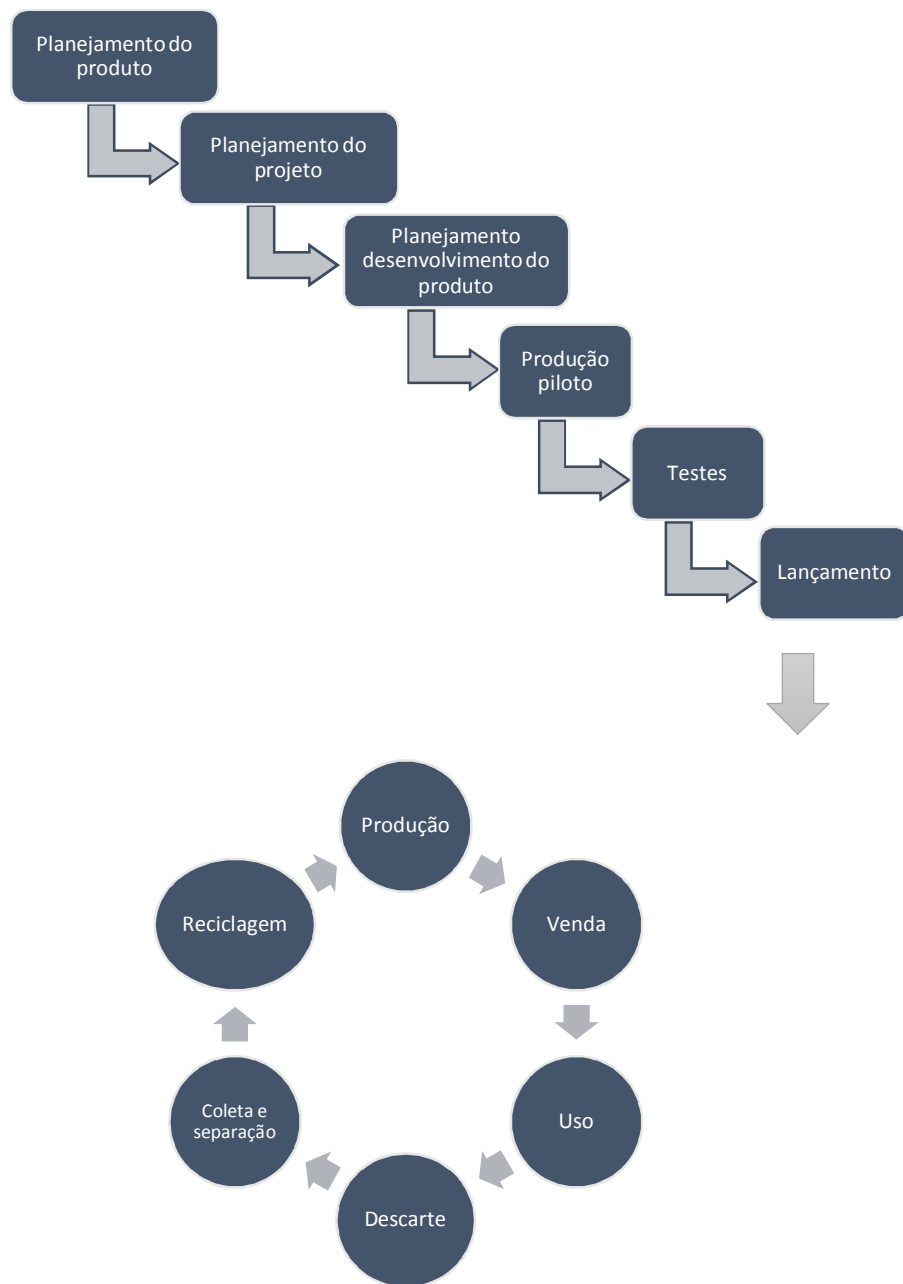 Planejamento do
produto
Planejamento do
projeto
Planejamento
desenvolvimento do
produto
Produção
piloto
Testes
Lançamento
Produção
Venda
Uso
Descarte
Coleta e
separação
Reciclagem